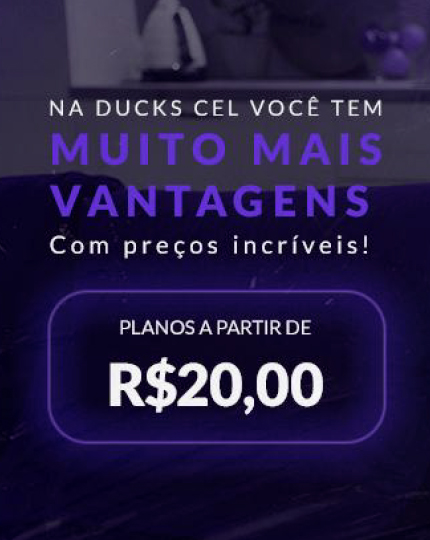 NA DUCKS CEL VOCÊ TEM
MUITO MAIS
VANTAGENS
Com preços incríveis!
PLANOS A PARTIR DE
R$20,00